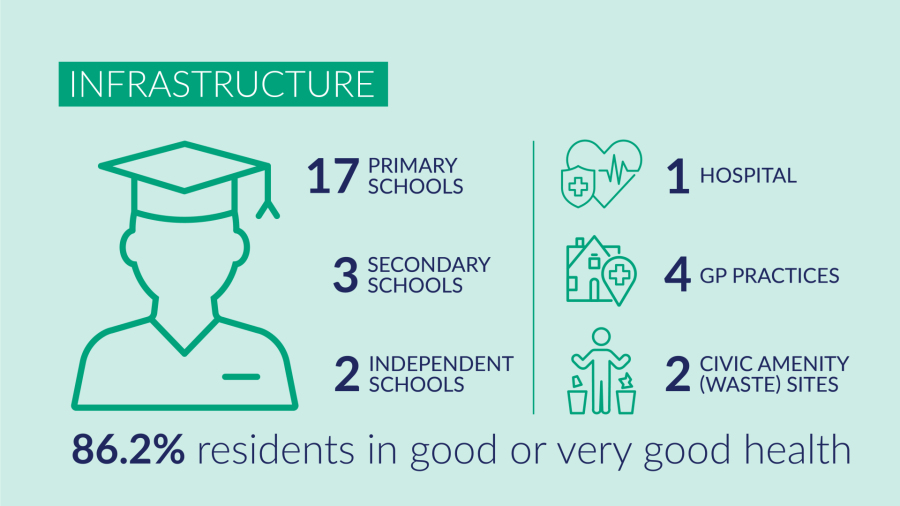 INFRASTRUCTURE
17 PRIMARY
SCHOOLS
3 SECONDARY
SCHOOLS
2 INDEPENDENT
SCHOOLS
1 HOSPITAL
4 GP PRACTICES
2 CIVIC AMENITY
(WASTE) SITES
86.2% residents in good or very good health